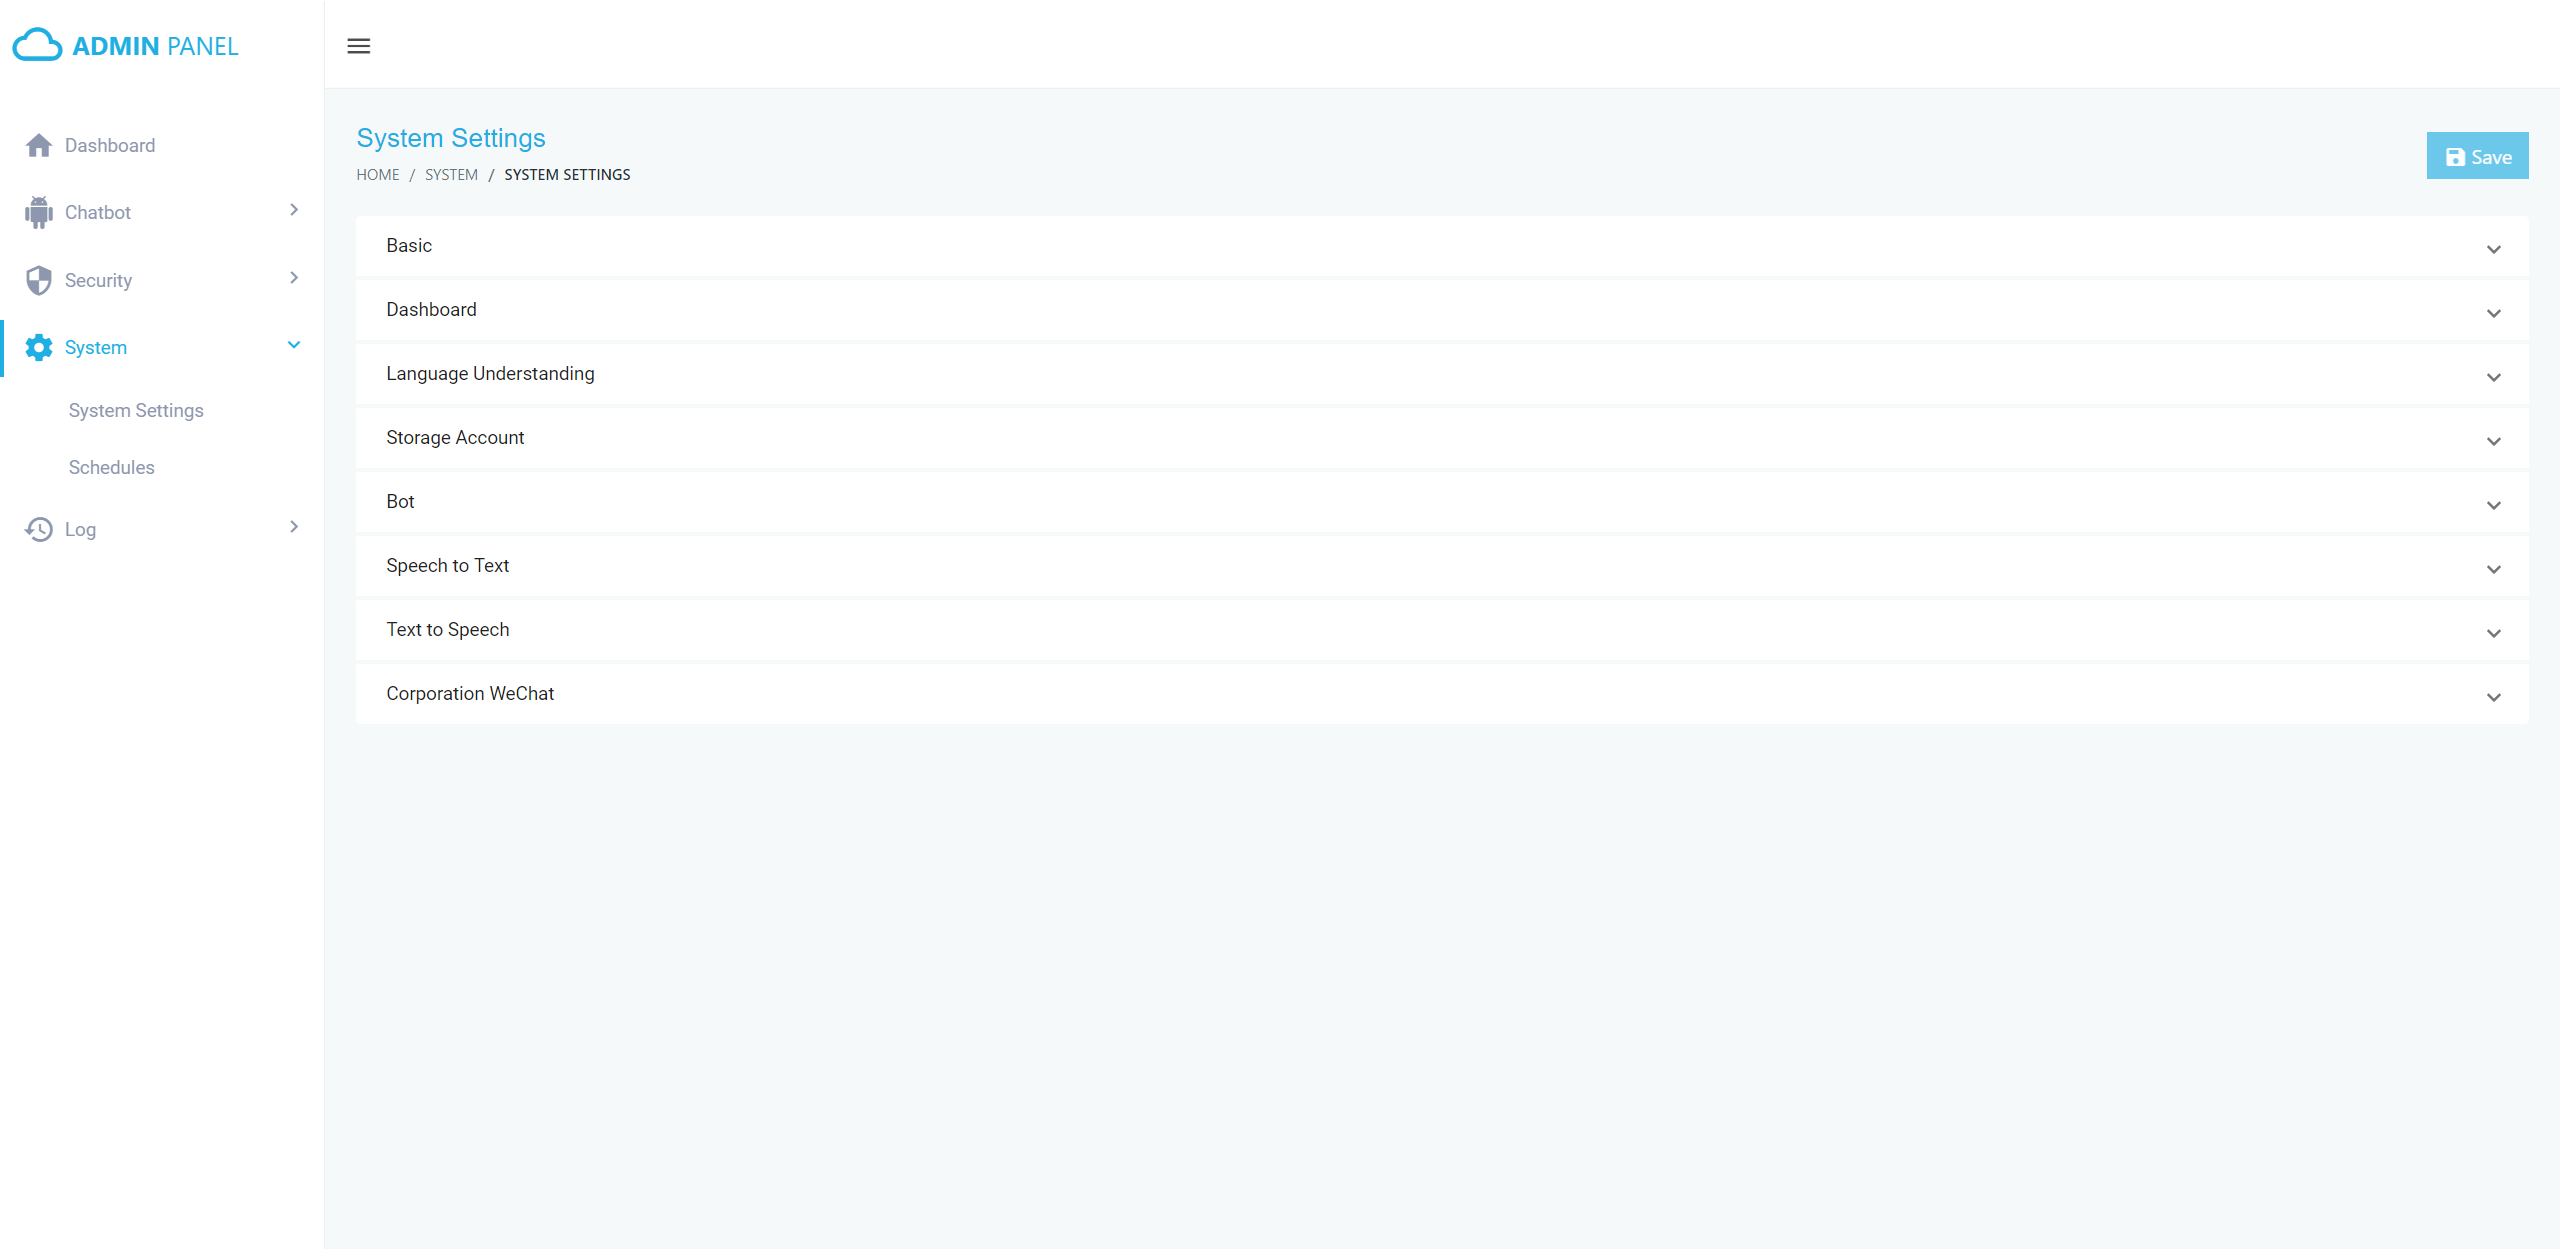 ADMIN PANEL
Dashboard
Chatbot
Security
System
System Settings
Schedules
Log
System Settings
HOME / SYSTEM / SYSTEM SETTINGS
Save
Basic
Dashboard
Language Understanding
Storage Account
Bot
Speech to Text
Text to Speech
Corporation WeChat